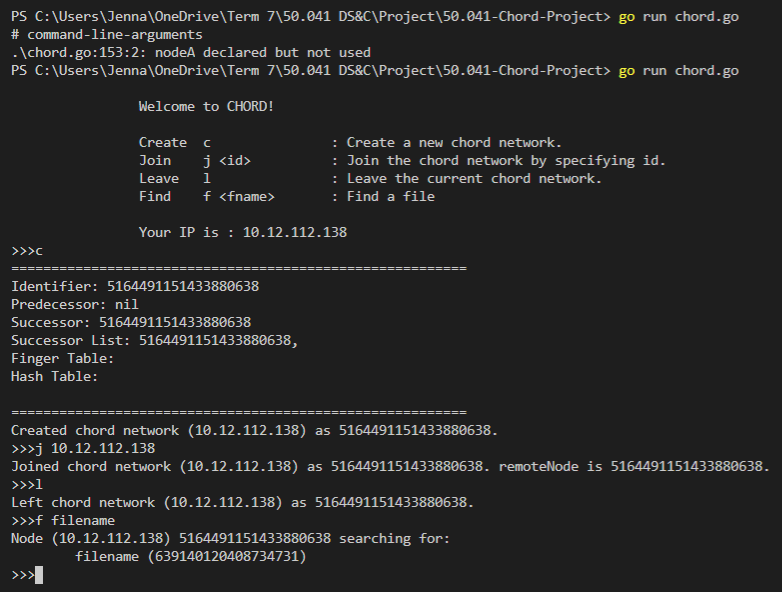 PS C:\Users\Jenna\OneDrive\Term 7\50.041 DS&C\Project\50.041-Chord-Project> go run chord.go
# command-line-arguments
.\chord.go:153:2: nodeA declared but not used
PS C:\Users\Jenna\OneDrive\Term 7\50.041 DS&C\Project\50.041-Chord-Project> go run chord.go
Welcome to CHORD!
Create  c               : Create a new chord network.
Join    j <id>          : Join the chord network by specifying id.
Leave   l               : Leave the current chord network.
Find    f <fname>       : Find a file
Your IP is : 10.12.112.138
>>>c
=========================================================
Identifier: 5164491151433880638
Predecessor: nil
Successor: 5164491151433880638
Successor List: 5164491151433880638,
Finger Table:
Hash Table:
=========================================================
Created chord network (10.12.112.138) as 5164491151433880638.
>>>j 10.12.112.138
Joined chord network (10.12.112.138) as 5164491151433880638. remoteNode is 5164491151433880638.
>>>l
Left chord network (10.12.112.138) as 5164491151433880638.
>>>f filename
Node (10.12.112.138) 5164491151433880638 searching for:
filename (639140120408734731)
>>>